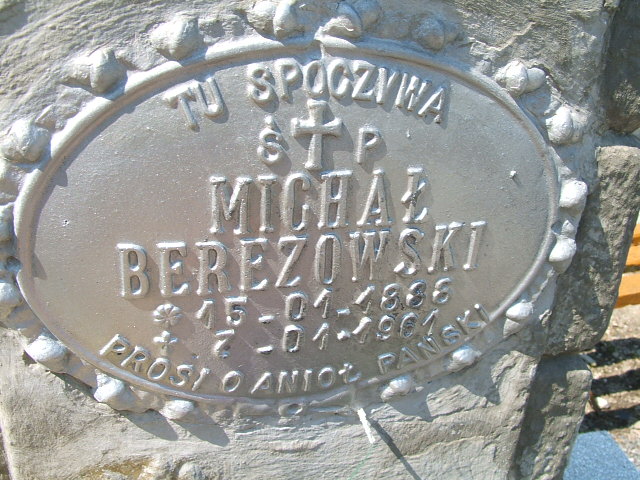 TU SPOCZYWA
Ś P
MICHAŁ
BEREZOWSKI
* 15-01-1888
† 7-01-1961
PROSI O ANIOŁ PAŃSKI